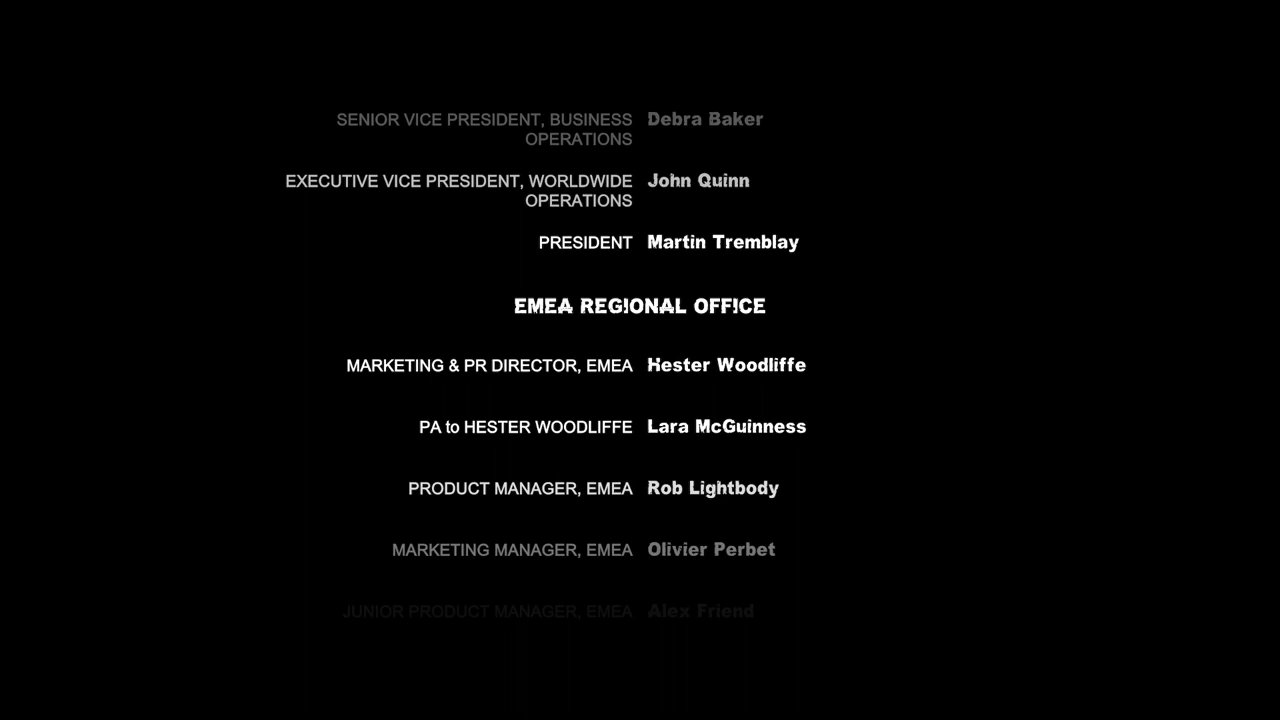 SENIOR VICE PRESIDENT, BUSINESS OPERATIONS Debra Baker
EXECUTIVE VICE PRESIDENT, WORLDWIDE OPERATIONS John Quinn
PRESIDENT Martin Tremblay
EMEA REGIONAL OFFICE
MARKETING & PR DIRECTOR, EMEA Hester Woodliffe
PA to HESTER WOODLIFFE Lara McGuinness
PRODUCT MANAGER, EMEA Rob Lightbody
MARKETING MANAGER, EMEA Olivier Perbet
JUNIOR PRODUCT MANAGER, EMEA Alex Friend